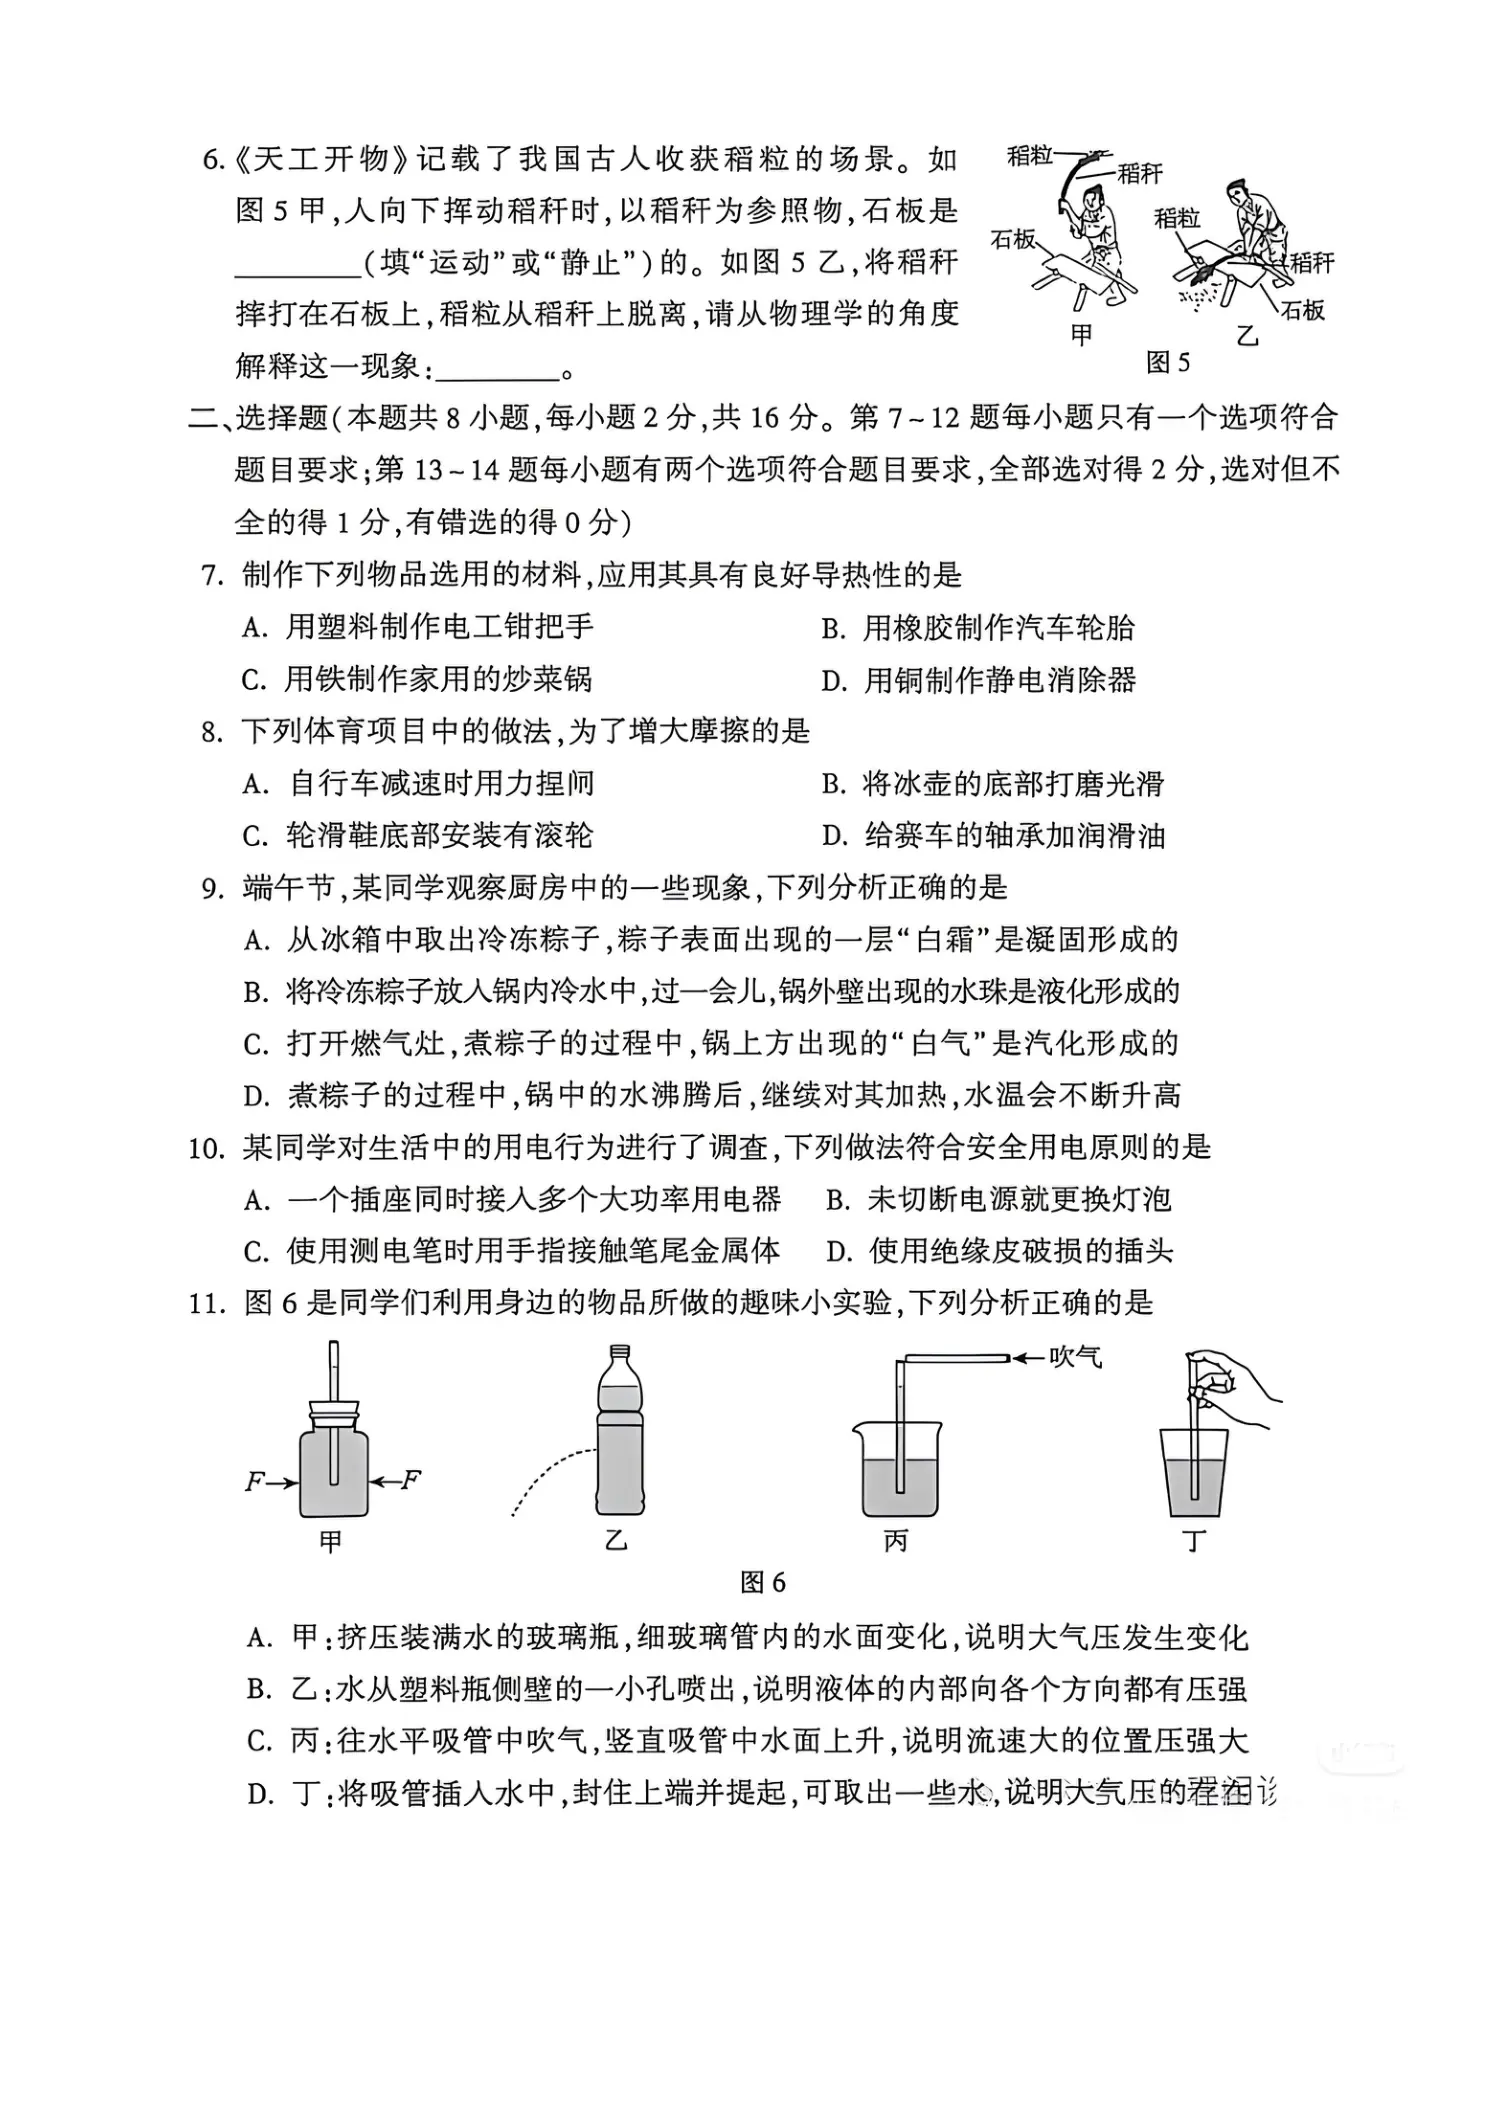 6.《天工开物》记载了我国古人收获稻粒的场景。如
图5甲,人向下挥动稻秆时,以稻秆为参照物,石板是
________(填“运动”或“静止”)的。如图5乙,将稻秆
摔打在石板上,稻粒从稻秆上脱离,请从物理学的角度
解释这一现象:________。
稻粒
稻秆
石板
甲
稻粒
稻秆
石板
乙
图5
二、选择题(本题共8小题,每小题2分,共16分。第7~12题每小题只有一个选项符合
题目要求;第13~14题每小题有两个选项符合题目要求,全部选对得2分,选对但不
全的得1分,有错选的得0分)
7. 制作下列物品选用的材料,应用其具有良好导热性的是
A. 用塑料制作电工钳把手 B. 用橡胶制作汽车轮胎
C. 用铁制作家用的炒菜锅 D. 用铜制作静电消除器
8. 下列体育项目中的做法,为了增大摩擦的是
A. 自行车减速时用力捏闸 B. 将冰壶的底部打磨光滑
C. 轮滑鞋底部安装有滚轮 D. 给赛车的轴承加润滑油
9. 端午节,某同学观察厨房中的一些现象,下列分析正确的是
A. 从冰箱中取出冷冻粽子,粽子表面出现的一层“白霜”是凝固形成的
B. 将冷冻粽子放入锅内冷水中,过一会儿,锅外壁出现的水珠是液化形成的
C. 打开燃气灶,煮粽子的过程中,锅上方出现的“白气”是汽化形成的
D. 煮粽子的过程中,锅中的水沸腾后,继续对其加热,水温会不断升高
10. 某同学对生活中的用电行为进行了调查,下列做法符合安全用电原则的是
A. 一个插座同时接入多个大功率用电器 B. 未切断电源就更换灯泡
C. 使用测电笔时用手指接触笔尾金属体 D. 使用绝缘皮破损的插头
11. 图6是同学们利用身边的物品所做的趣味小实验,下列分析正确的是
F F
吹气
甲 乙 丙 丁
图6
A. 甲:挤压装满水的玻璃瓶,细玻璃管内的水面变化,说明大气压发生变化
B. 乙:水从塑料瓶侧壁的一小孔喷出,说明液体的内部向各个方向都有压强
C. 丙:往水平吸管中吹气,竖直吸管中水面上升,说明流速大的位置压强大
D. 丁:将吸管插入水中,封住上端并提起,可取出一些水,说明大气压的存在